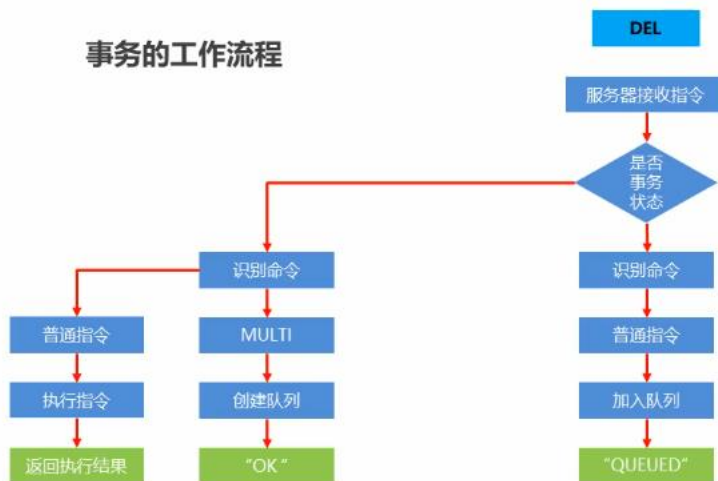 事务的工作流程
DEL
服务器接收指令
是否
事务
状态
识别命令
识别命令
普通指令
MULTI
普通指令
执行指令
创建队列
加入队列
返回执行结果
“OK ”
“QUEUED”